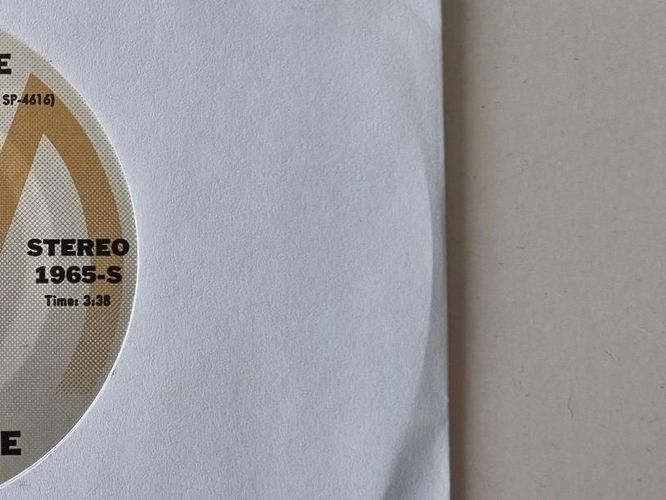 E
SP-4616)
STEREO
1965-S
Time: 3:38
E